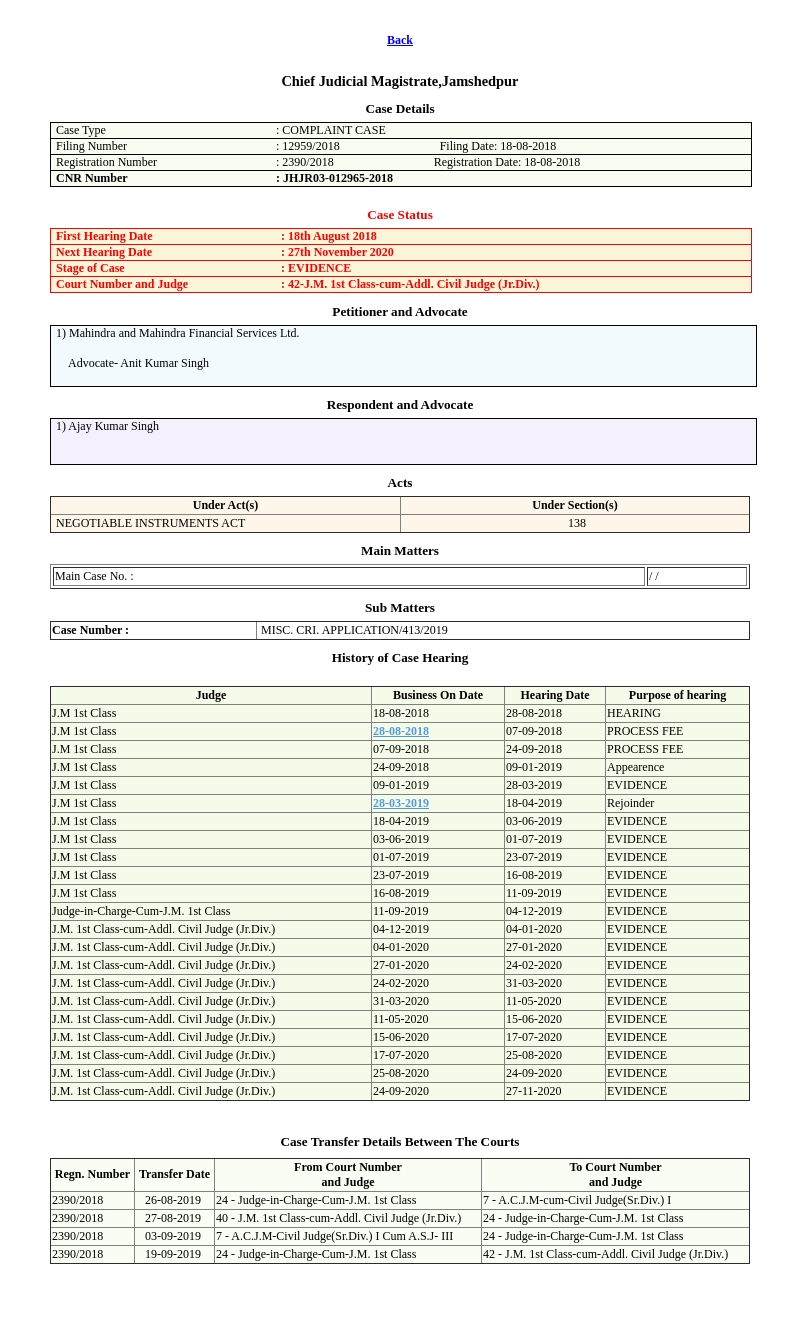 Back
Chief Judicial Magistrate,Jamshedpur
Case Details
Case Type : COMPLAINT CASE
Filing Number : 12959/2018 Filing Date: 18-08-2018
Registration Number : 2390/2018 Registration Date: 18-08-2018
CNR Number : JHJR03-012965-2018
Case Status
First Hearing Date : 18th August 2018
Next Hearing Date : 27th November 2020
Stage of Case : EVIDENCE
Court Number and Judge : 42-J.M. 1st Class-cum-Addl. Civil Judge (Jr.Div.)
Petitioner and Advocate
1) Mahindra and Mahindra Financial Services Ltd.
Advocate- Anit Kumar Singh
Respondent and Advocate
1) Ajay Kumar Singh
Acts
Under Act(s) Under Section(s)
NEGOTIABLE INSTRUMENTS ACT 138
Main Matters
Main Case No. : / /
Sub Matters
Case Number : MISC. CRI. APPLICATION/413/2019
History of Case Hearing
Judge Business On Date Hearing Date Purpose of hearing
J.M 1st Class 18-08-2018 28-08-2018 HEARING
J.M 1st Class 28-08-2018 07-09-2018 PROCESS FEE
J.M 1st Class 07-09-2018 24-09-2018 PROCESS FEE
J.M 1st Class 24-09-2018 09-01-2019 Appearence
J.M 1st Class 09-01-2019 28-03-2019 EVIDENCE
J.M 1st Class 28-03-2019 18-04-2019 Rejoinder
J.M 1st Class 18-04-2019 03-06-2019 EVIDENCE
J.M 1st Class 03-06-2019 01-07-2019 EVIDENCE
J.M 1st Class 01-07-2019 23-07-2019 EVIDENCE
J.M 1st Class 23-07-2019 16-08-2019 EVIDENCE
J.M 1st Class 16-08-2019 11-09-2019 EVIDENCE
Judge-in-Charge-Cum-J.M. 1st Class 11-09-2019 04-12-2019 EVIDENCE
J.M. 1st Class-cum-Addl. Civil Judge (Jr.Div.) 04-12-2019 04-01-2020 EVIDENCE
J.M. 1st Class-cum-Addl. Civil Judge (Jr.Div.) 04-01-2020 27-01-2020 EVIDENCE
J.M. 1st Class-cum-Addl. Civil Judge (Jr.Div.) 27-01-2020 24-02-2020 EVIDENCE
J.M. 1st Class-cum-Addl. Civil Judge (Jr.Div.) 24-02-2020 31-03-2020 EVIDENCE
J.M. 1st Class-cum-Addl. Civil Judge (Jr.Div.) 31-03-2020 11-05-2020 EVIDENCE
J.M. 1st Class-cum-Addl. Civil Judge (Jr.Div.) 11-05-2020 15-06-2020 EVIDENCE
J.M. 1st Class-cum-Addl. Civil Judge (Jr.Div.) 15-06-2020 17-07-2020 EVIDENCE
J.M. 1st Class-cum-Addl. Civil Judge (Jr.Div.) 17-07-2020 25-08-2020 EVIDENCE
J.M. 1st Class-cum-Addl. Civil Judge (Jr.Div.) 25-08-2020 24-09-2020 EVIDENCE
J.M. 1st Class-cum-Addl. Civil Judge (Jr.Div.) 24-09-2020 27-11-2020 EVIDENCE
Case Transfer Details Between The Courts
Regn. Number Transfer Date From Court Number and Judge To Court Number and Judge
2390/2018 26-08-2019 24 - Judge-in-Charge-Cum-J.M. 1st Class 7 - A.C.J.M-cum-Civil Judge(Sr.Div.) I
2390/2018 27-08-2019 40 - J.M. 1st Class-cum-Addl. Civil Judge (Jr.Div.) 24 - Judge-in-Charge-Cum-J.M. 1st Class
2390/2018 03-09-2019 7 - A.C.J.M-Civil Judge(Sr.Div.) I Cum A.S.J- III 24 - Judge-in-Charge-Cum-J.M. 1st Class
2390/2018 19-09-2019 24 - Judge-in-Charge-Cum-J.M. 1st Class 42 - J.M. 1st Class-cum-Addl. Civil Judge (Jr.Div.)